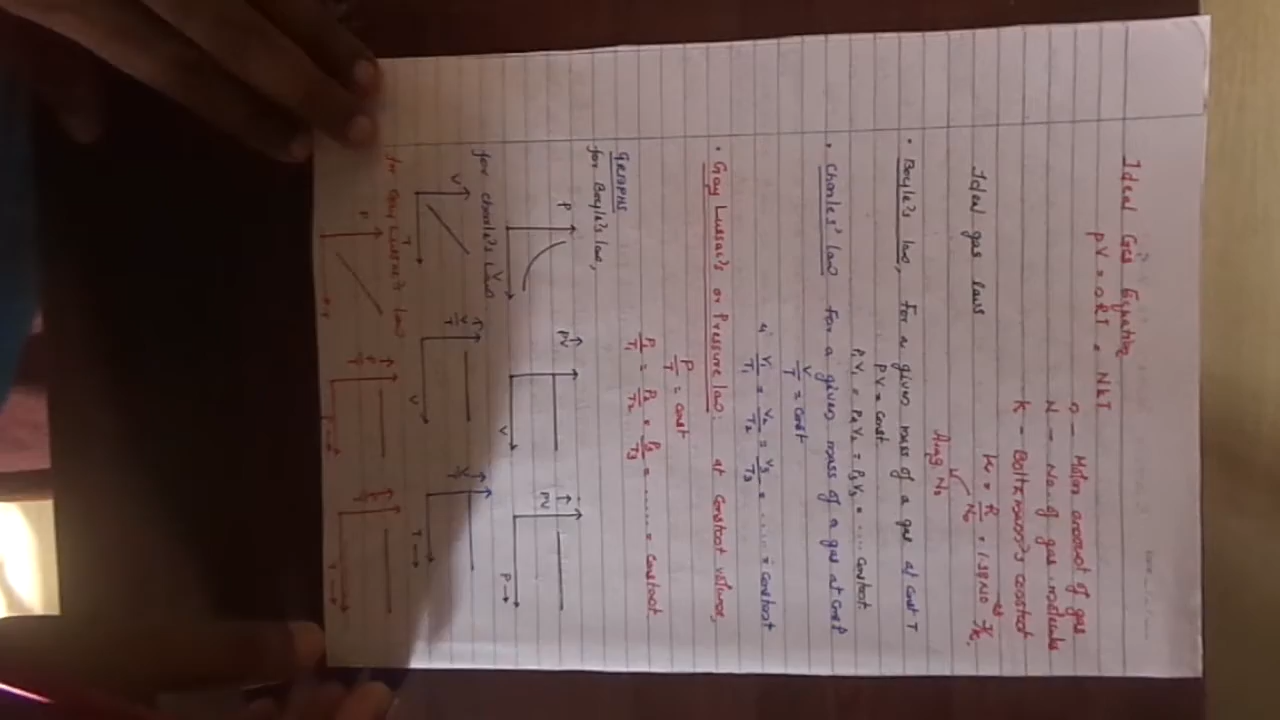 Ideal Gas Equation
PV = nRT = NkT
n – Molar amount of gas
N – No. of gas molecules
K – Boltzmann's constant
K = R/N₀ = 1.38×10⁻²³ J/K.
Avag. No
Ideal gas laws
• Boyle's law, For a given mass of a gas at const T
PV = const.
P₁V₁ = P₂V₂ = P₃V₃ = ..... constant.
• Charles' law For a given mass of a gas at const P
V/T = const
V₁/T₁ = V₂/T₂ = V₃/T₃ = ...... = constant
• Gay Lussac's or Pressure law: at constant volume,
P/T = const
P₁/T₁ = P₂/T₂ = P₃/T₃ = ....... = constant.
GRAPHS
for Boyle's law,
P PV PV
V V P
for Charle's law
V V/T V/T
T V T
for Gay Lussac's law
P P/T P/T